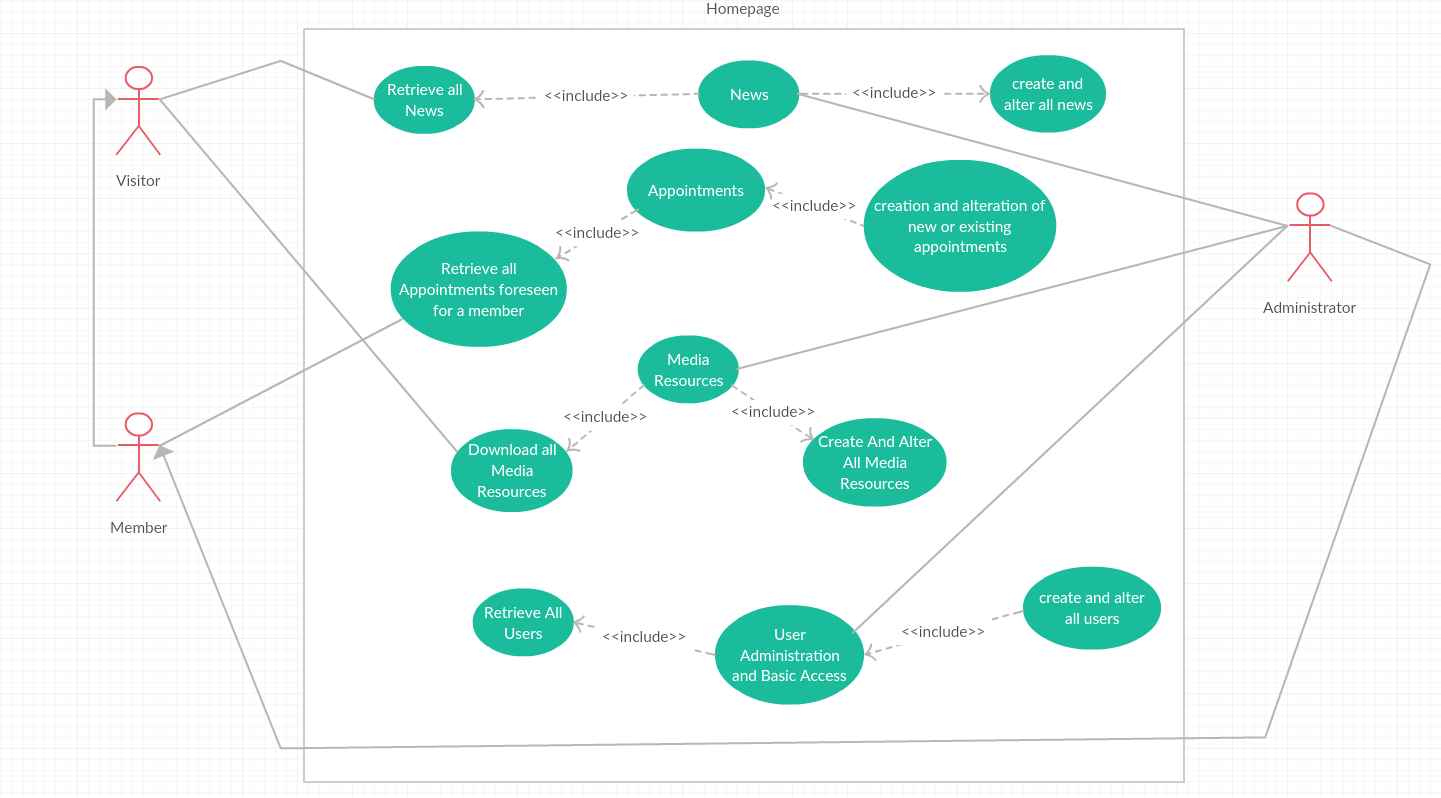 Homepage
Retrieve all
News
<<include>>
News
<<include>>
create and
alter all news
Visitor
Appointments
<<include>>
creation and alteration of
new or existing
appointments
<<include>>
Retrieve all
Appointments foreseen
for a member
Administrator
Media
Resources
<<include>>
<<include>>
Download all
Media
Resources
Create And Alter
All Media
Resources
Member
Retrieve All
Users
<<include>>
User
Administration
and Basic Access
<<include>>
create and alter
all users